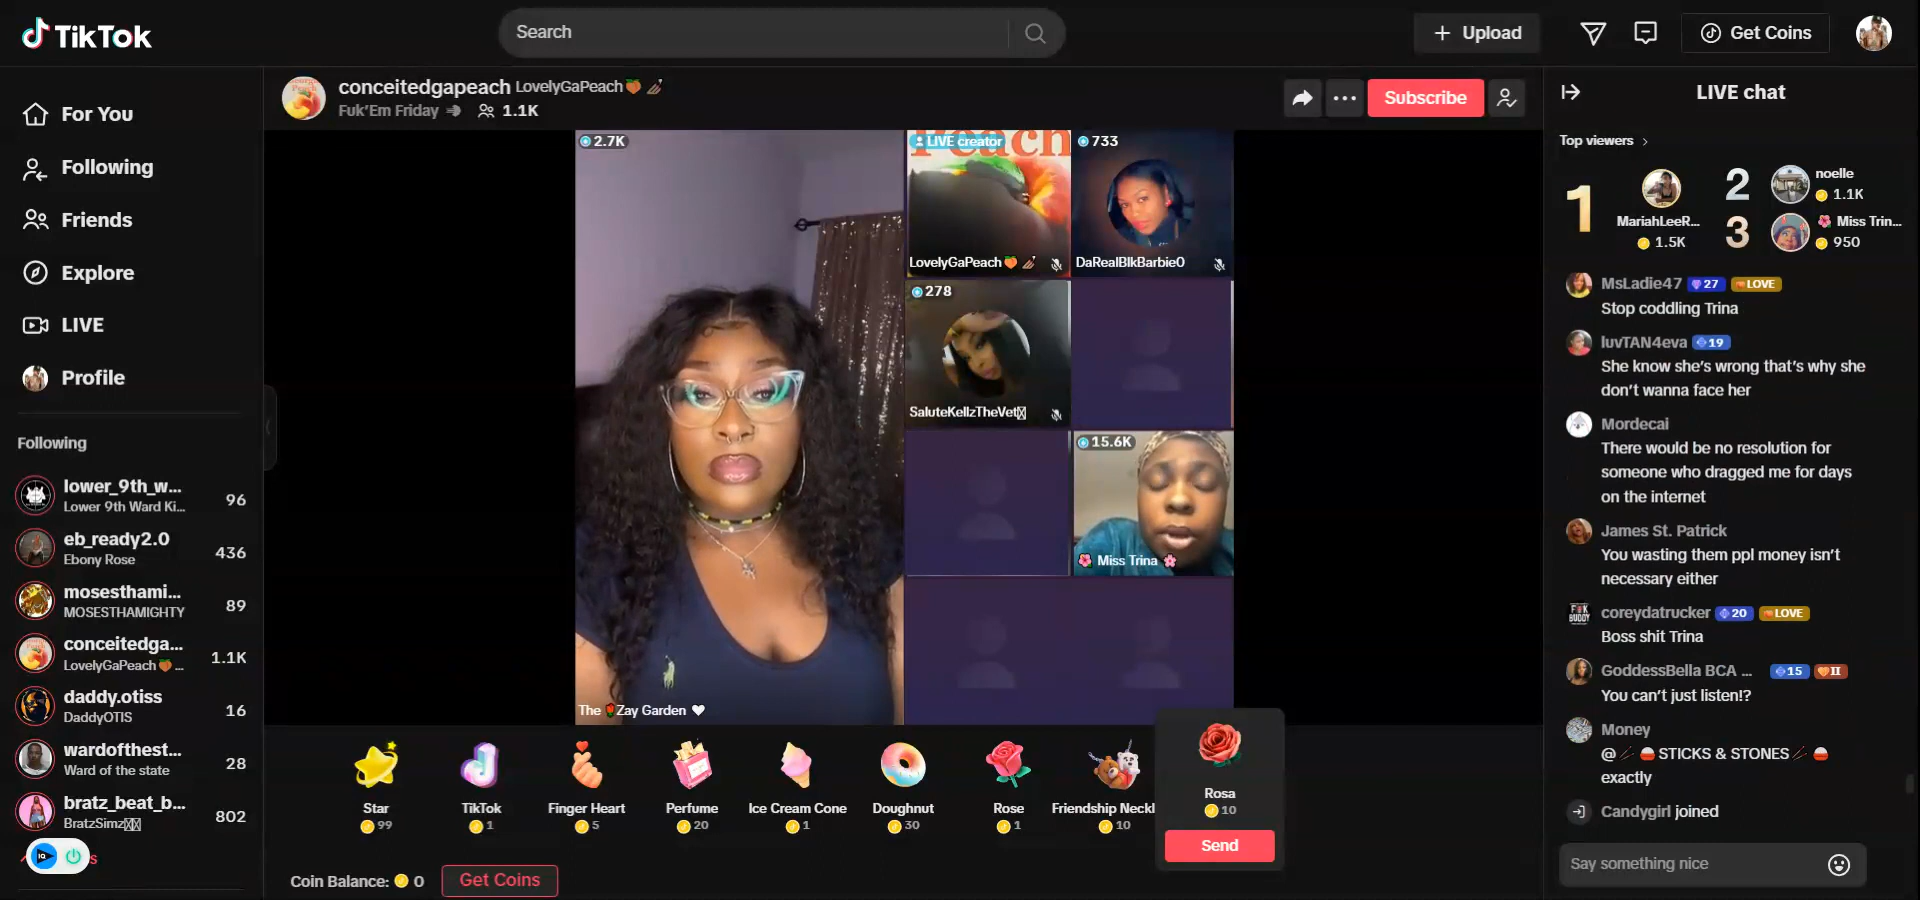 TikTok
Search
Upload
Get Coins
For You
Following
Friends
Explore
LIVE
Profile
Following
lower_9th_w...
Lower 9th Ward Ki...
96
eb_ready2.0
Ebony Rose
436
mosesthami...
MOSESTHAMIGHTY
89
conceitedga...
LovelyGaPeach🍑 ...
1.1K
daddy.otiss
DaddyOTIS
16
wardofthest...
Ward of the state
28
bratz_beat_b...
BratzSimz
802
conceitedgapeach LovelyGaPeach🍑 💅🏾
Fuk'Em Friday 💨 1.1K
Subscribe
2.7K
The 🌹Zay Garden 🤍
LIVE creator
Peach
LovelyGaPeach🍑 💅🏾
733
DaRealBlkBarbie0
278
SaluteKellzTheVet
15.6K
🌺 Miss Trina 🌸
Star
99
TikTok
1
Finger Heart
5
Perfume
20
Ice Cream Cone
1
Doughnut
30
Rose
1
Friendship Neckl
10
Rosa
10
Send
Coin Balance: 0
Get Coins
LIVE chat
Top viewers
1
MariahLeeR...
1.5K
2
noelle
1.1K
3
🌺 Miss Trin...
950
MsLadie47 27 LOVE
Stop coddling Trina
luvTAN4eva 19
She know she's wrong that's why she
don't wanna face her
Mordecai
There would be no resolution for
someone who dragged me for days
on the internet
James St. Patrick
You wasting them ppl money isn't
necessary either
coreydatrucker 20 LOVE
Boss shit Trina
GoddessBella BCA ... 15 II
You can't just listen!?
Money
@🥢 🍚 STICKS & STONES🥢 🍚
exactly
Candygirl joined
Say something nice